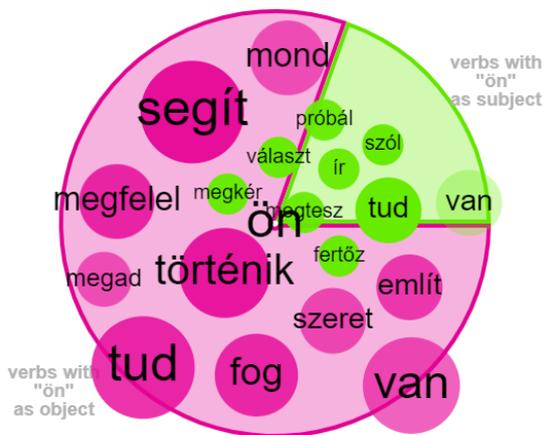 mond
verbs with
"ön"
as subject
segít
próbál
szól
választ
ír
megfelel
megkér
megtesz
tud
van
ön
fertőz
történik
megad
említ
szeret
tud
fog
van
verbs with
"ön"
as object